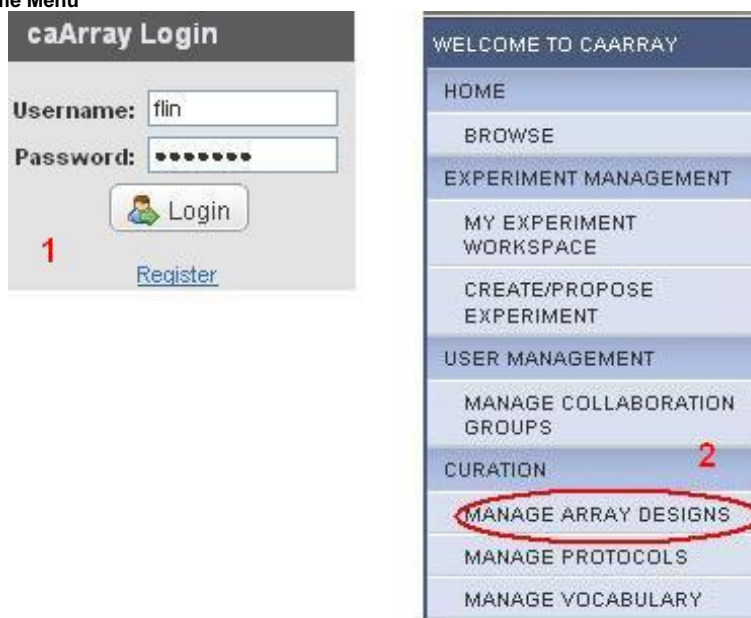 caArray Login
Username: flin
Password: •••••••
Login
1
Register
WELCOME TO CAARRAY
HOME
BROWSE
EXPERIMENT MANAGEMENT
MY EXPERIMENT
WORKSPACE
CREATE/PROPOSE
EXPERIMENT
USER MANAGEMENT
MANAGE COLLABORATION
GROUPS
2
CURATION
MANAGE ARRAY DESIGNS
MANAGE PROTOCOLS
MANAGE VOCABULARY